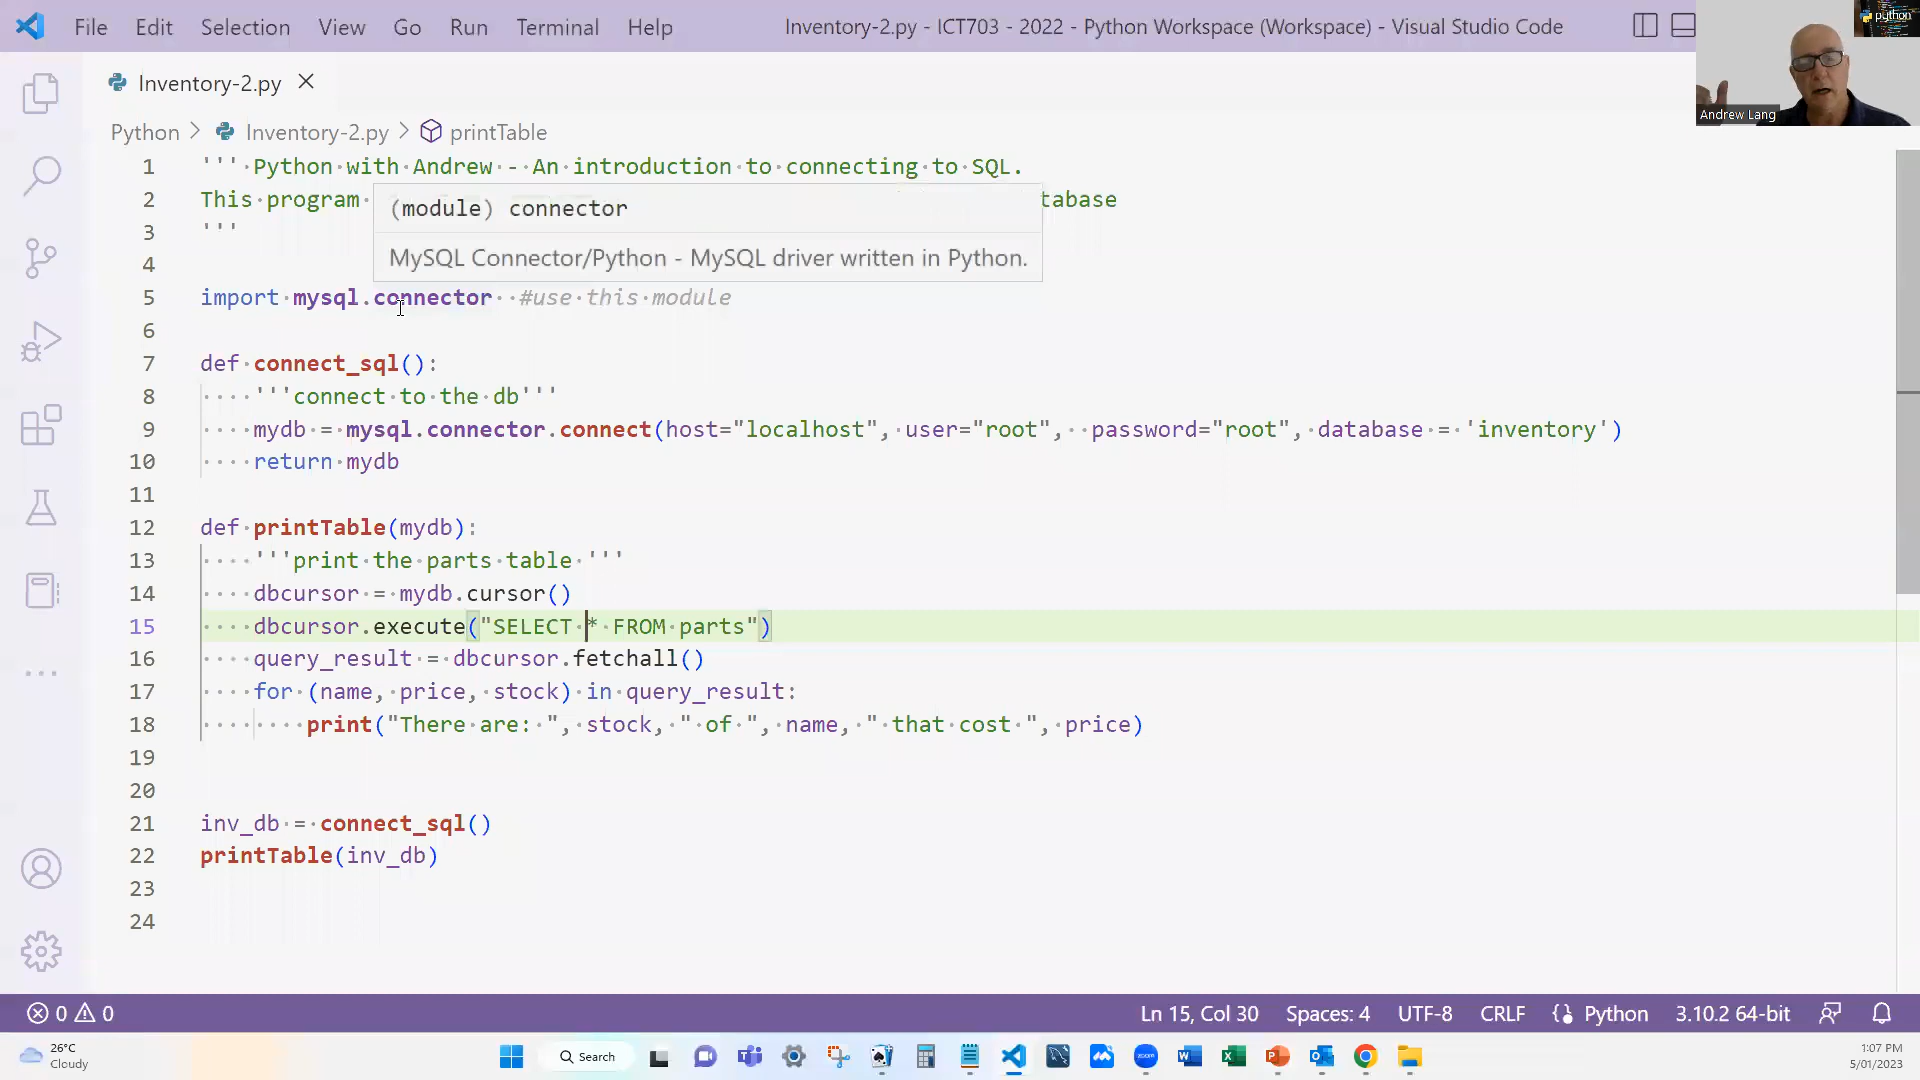 File Edit Selection View Go Run Terminal Help
Inventory-2.py - ICT703 - 2022 - Python Workspace (Workspace) - Visual Studio Code
python
Andrew Lang
Inventory-2.py
Python > Inventory-2.py > printTable
1 ''' Python with Andrew - An introduction to connecting to SQL.
2 This program tabase
(module) connector
3 '''
MySQL Connector/Python - MySQL driver written in Python.
4
5 import mysql.connector  #use this module
6
7 def connect_sql():
8     '''connect to the db'''
9     mydb = mysql.connector.connect(host="localhost", user="root",  password="root", database = 'inventory')
10     return mydb
11
12 def printTable(mydb):
13     '''print the parts table '''
14     dbcursor = mydb.cursor()
15     dbcursor.execute("SELECT * FROM parts")
16     query_result = dbcursor.fetchall()
17     for (name, price, stock) in query_result:
18         print("There are: ", stock, " of ", name, " that cost ", price)
19
20
21 inv_db = connect_sql()
22 printTable(inv_db)
23
24
0 0
Ln 15, Col 30 Spaces: 4 UTF-8 CRLF Python 3.10.2 64-bit
26°C
Cloudy
Search
zoom
1:07 PM
5/01/2023